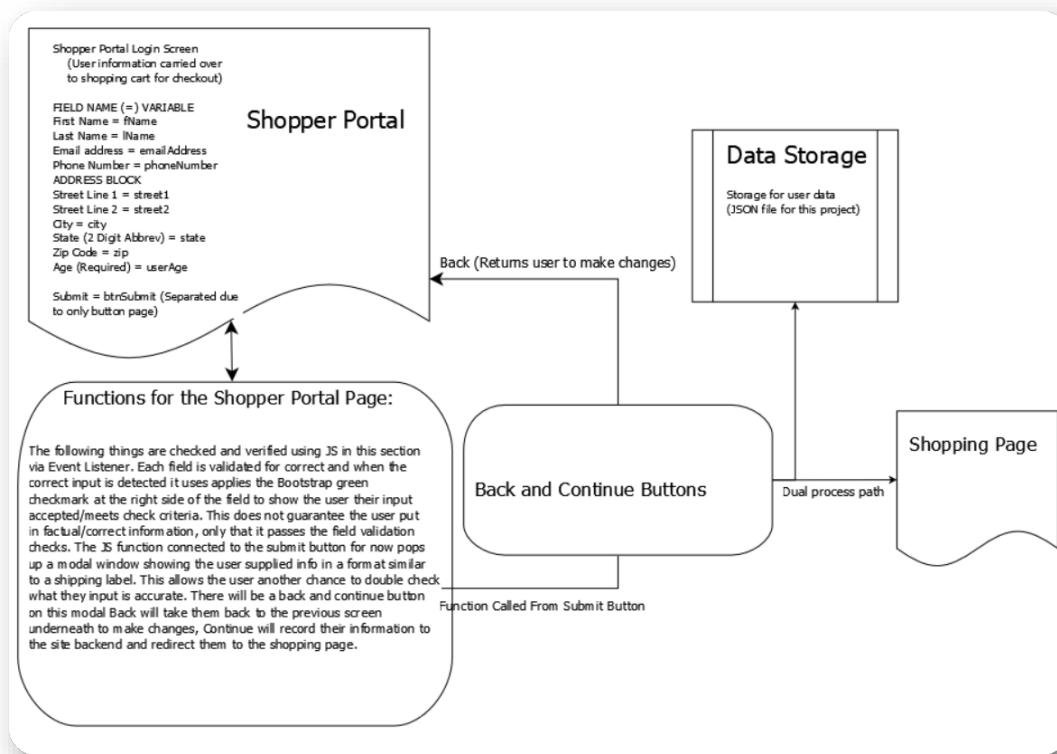 Shopper Portal Login Screen
(User information carried over
to shopping cart for checkout)
FIELD NAME (=) VARIABLE
First Name = fName
Last Name = lName
Email address = emailAddress
Phone Number = phoneNumber
ADDRESS BLOCK
Street Line 1 = street1
Street Line 2 = street2
City = city
State (2 Digit Abbrev) = state
Zip Code = zip
Age (Required) = userAge
Submit = btnSubmit (Separated due
to only button page)
Shopper Portal
Data Storage
Storage for user data
(JSON file for this project)
Back (Returns user to make changes)
Functions for the Shopper Portal Page:
The following things are checked and verified using JS in this section
via Event Listener. Each field is validated for correct and when the
correct input is detected it uses applies the Bootstrap green
checkmark at the right side of the field to show the user their input
accepted/meets check criteria. This does not guarantee the user put
in factual/correct information, only that it passes the field validation
checks. The JS function connected to the submit button for now pops
up a modal window showing the user supplied info in a format similar
to a shipping label. This allows the user another chance to double check
what they input is accurate. There will be a back and continue button
on this modal Back will take them back to the previous screen
underneath to make changes, Continue will record their information to
the site backend and redirect them to the shopping page.
Back and Continue Buttons
Function Called From Submit Button
Dual process path
Shopping Page